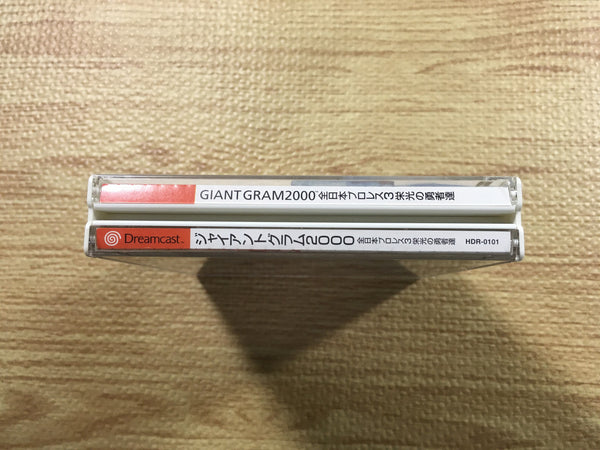 GIANT GRAM2000 全日本プロレス3 栄光の勇者達
Dreamcast ジャイアントグラム2000 全日本プロレス3 栄光の勇者達 HDR-0101